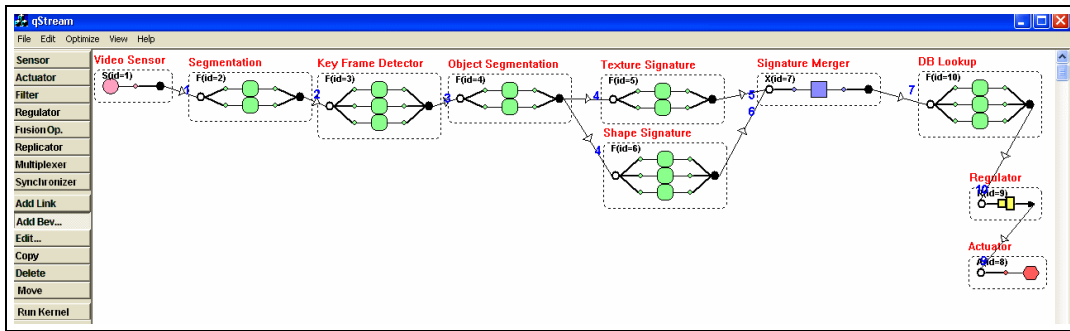 qStream
File Edit Optimize View Help
Sensor
Actuator
Filter
Regulator
Fusion Op.
Replicator
Multiplexer
Synchronizer
Add Link
Add Bev...
Edit...
Copy
Delete
Move
Run Kernel
Video Sensor
S(id=1)
1
Segmentation
F(id=2)
2
Key Frame Detector
F(id=3)
3
Object Segmentation
F(id=4)
4
4
Texture Signature
F(id=5)
5
Shape Signature
F(id=6)
6
Signature Merger
X(id=7)
7
DB Lookup
F(id=10)
10
Regulator
(id=9)
Actuator
(id=8)